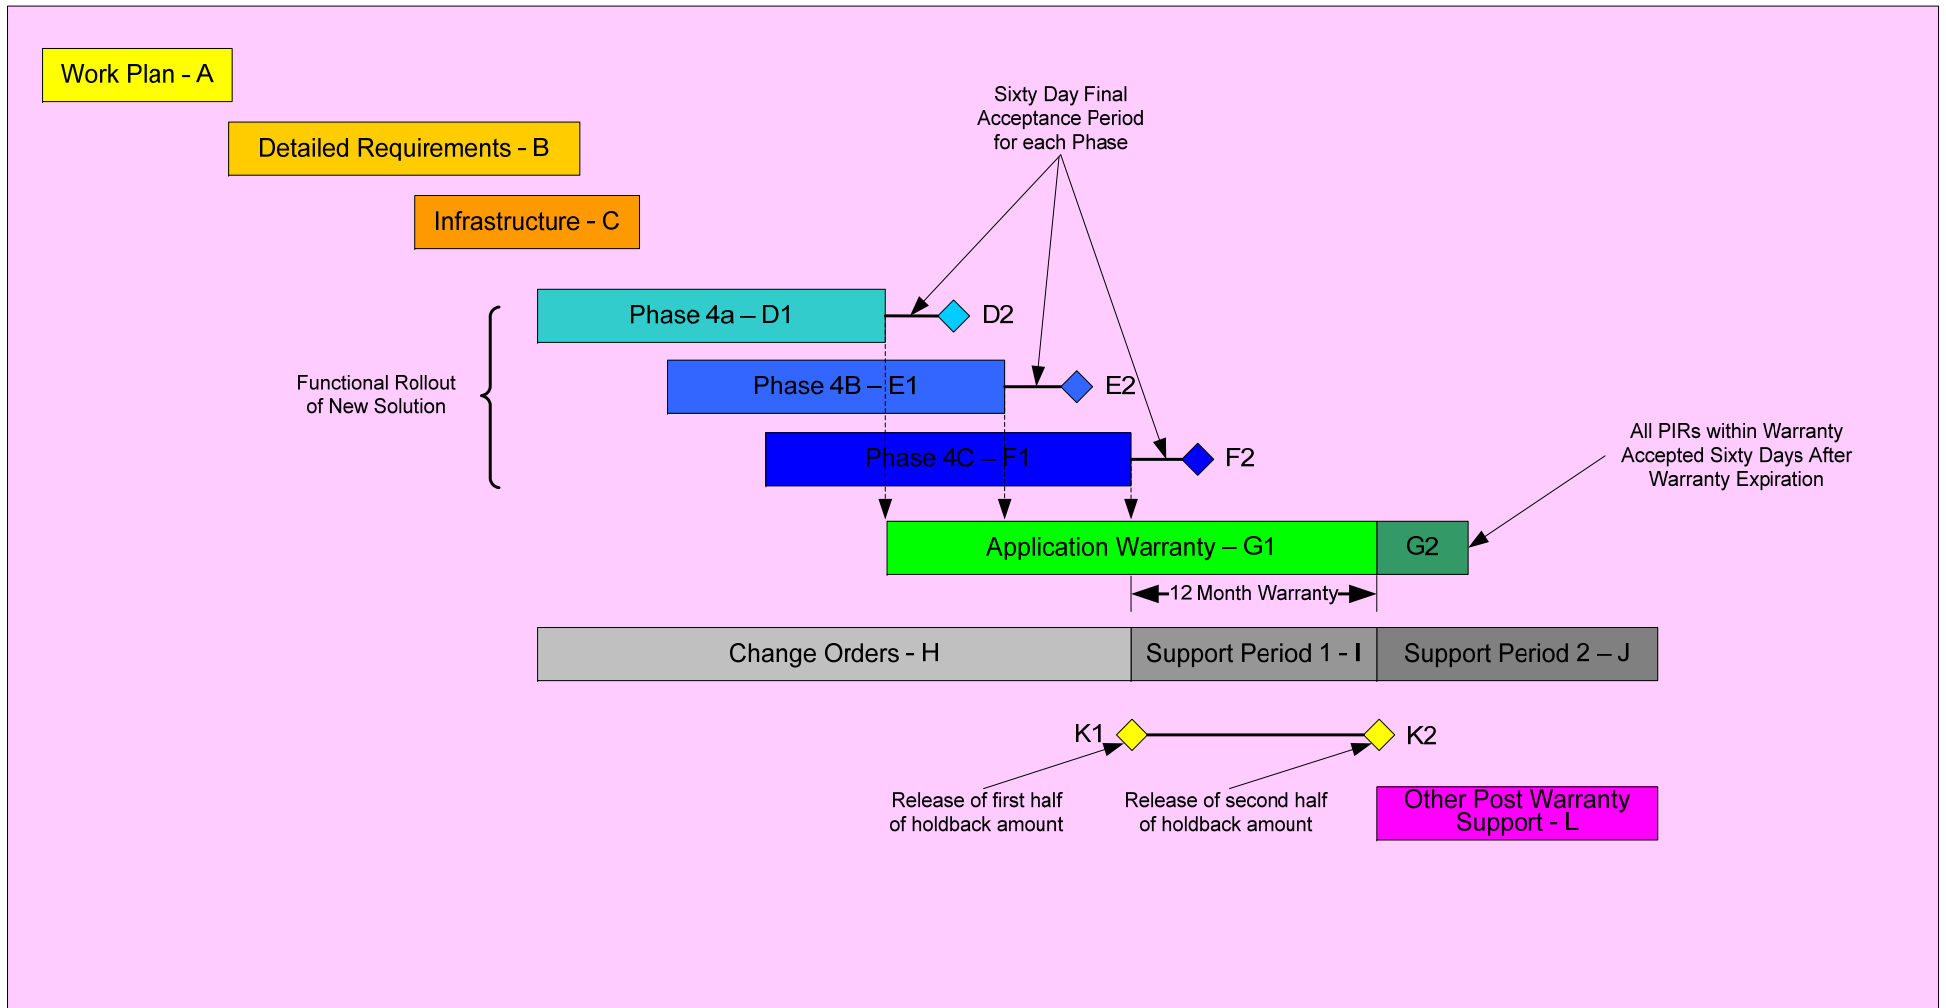 Work Plan - A
Detailed Requirements - B
Infrastructure - C
Sixty Day Final
Acceptance Period
for each Phase
Phase 4a – D1
D2
Phase 4B – E1
E2
Functional Rollout
of New Solution
Phase 4C – F1
F2
All PIRs within Warranty
Accepted Sixty Days After
Warranty Expiration
Application Warranty – G1
G2
12 Month Warranty
Change Orders - H
Support Period 1 - I
Support Period 2 – J
K1
K2
Release of first half
of holdback amount
Release of second half
of holdback amount
Other Post Warranty
Support - L